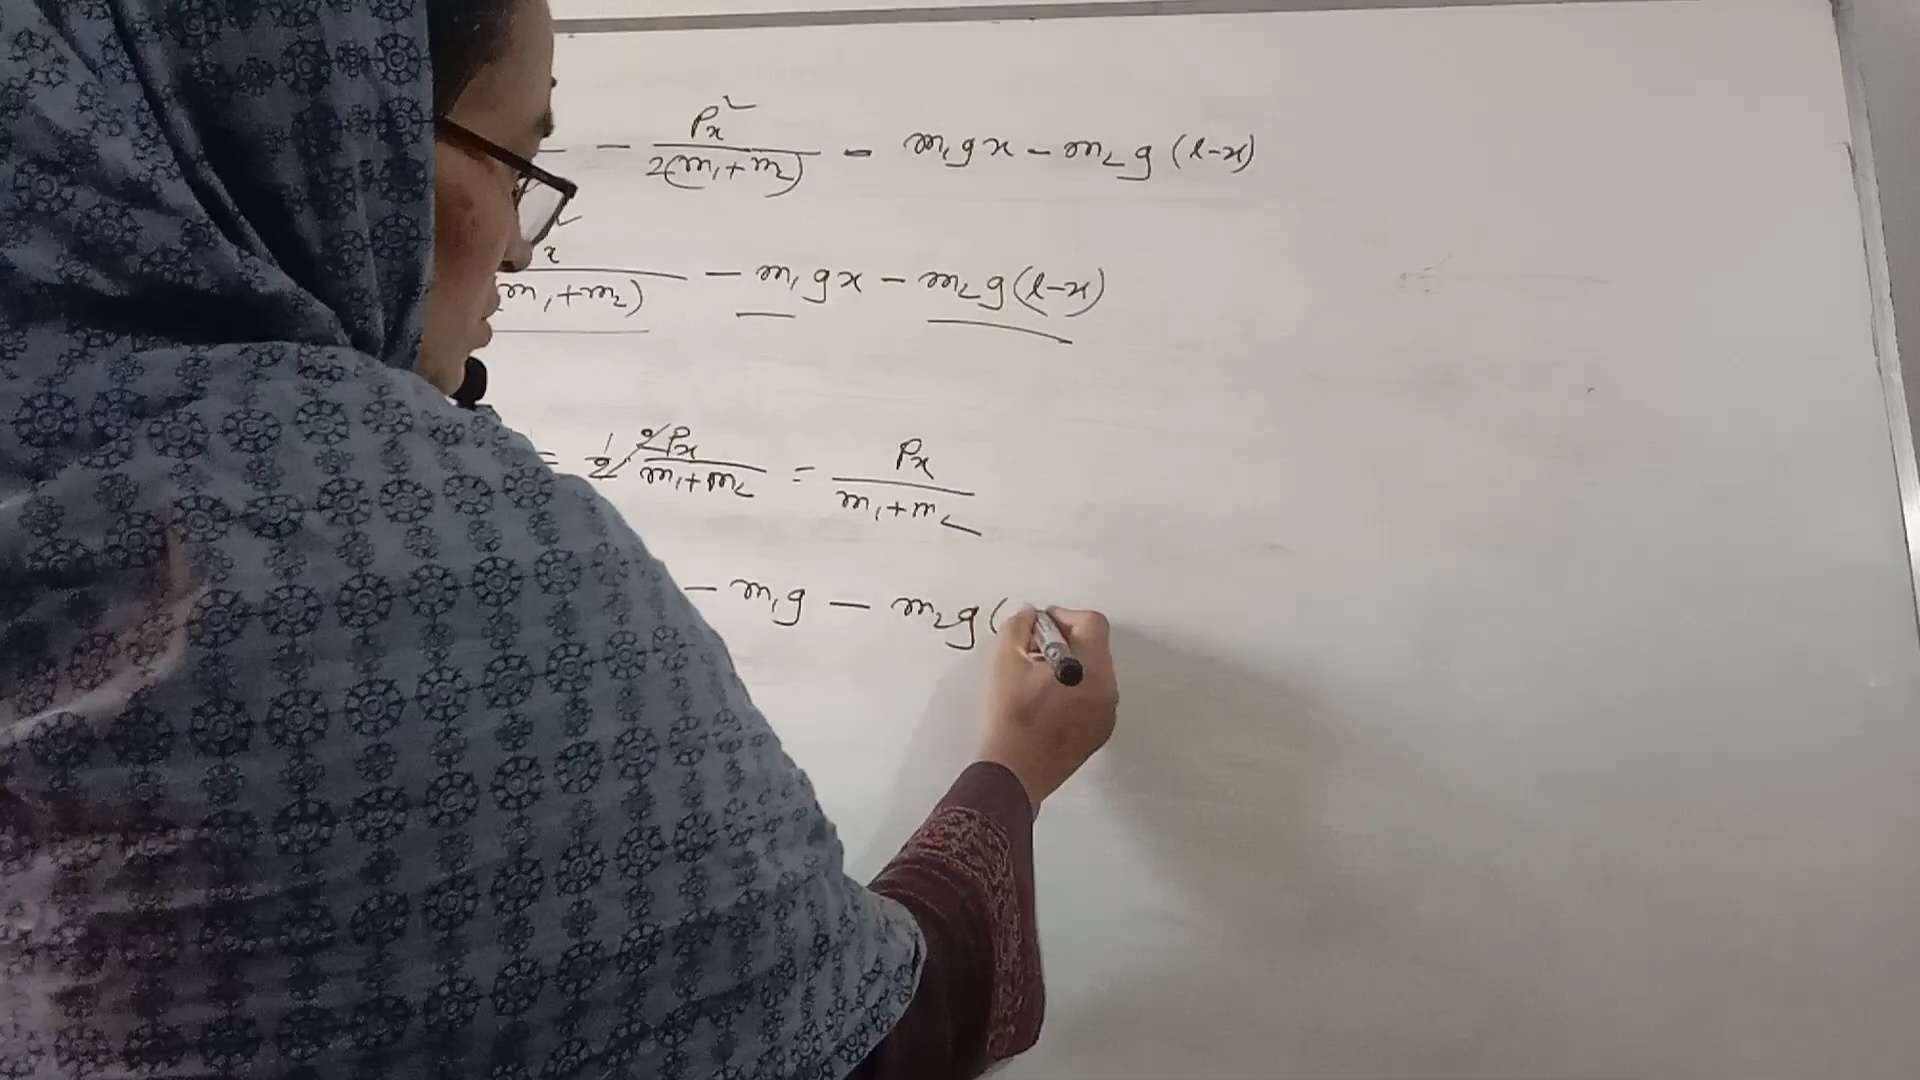 — - Px² / 2(m₁+m₂) - m₁gx - m₂g (l-x)
x² / m₁+m₂) - m₁gx - m₂g(l-x)
= 1/2 2Px / m₁+m₂ = Px / m₁+m₂
- m₁g - m₂g(